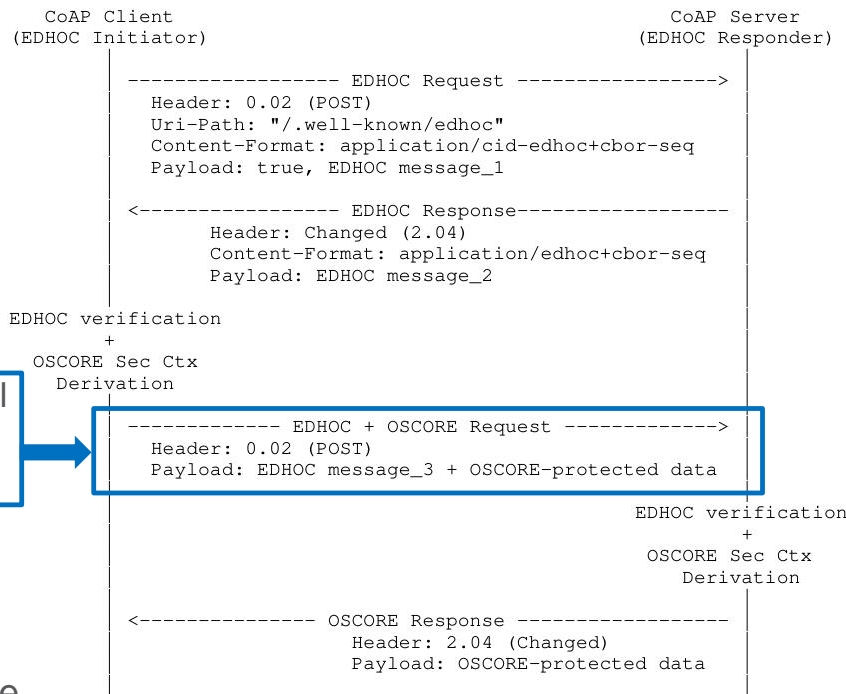 CoAP Client CoAP Server
(EDHOC Initiator) (EDHOC Responder)
------------------ EDHOC Request ----------------->
Header: 0.02 (POST)
Uri-Path: "/.well-known/edhoc"
Content-Format: application/cid-edhoc+cbor-seq
Payload: true, EDHOC message_1
<----------------- EDHOC Response------------------
Header: Changed (2.04)
Content-Format: application/edhoc+cbor-seq
Payload: EDHOC message_2
EDHOC verification
+
OSCORE Sec Ctx
Derivation
l
------------- EDHOC + OSCORE Request ------------->
Header: 0.02 (POST)
Payload: EDHOC message_3 + OSCORE-protected data
EDHOC verification
+
OSCORE Sec Ctx
Derivation
<--------------- OSCORE Response ------------------
Header: 2.04 (Changed)
Payload: OSCORE-protected data
e